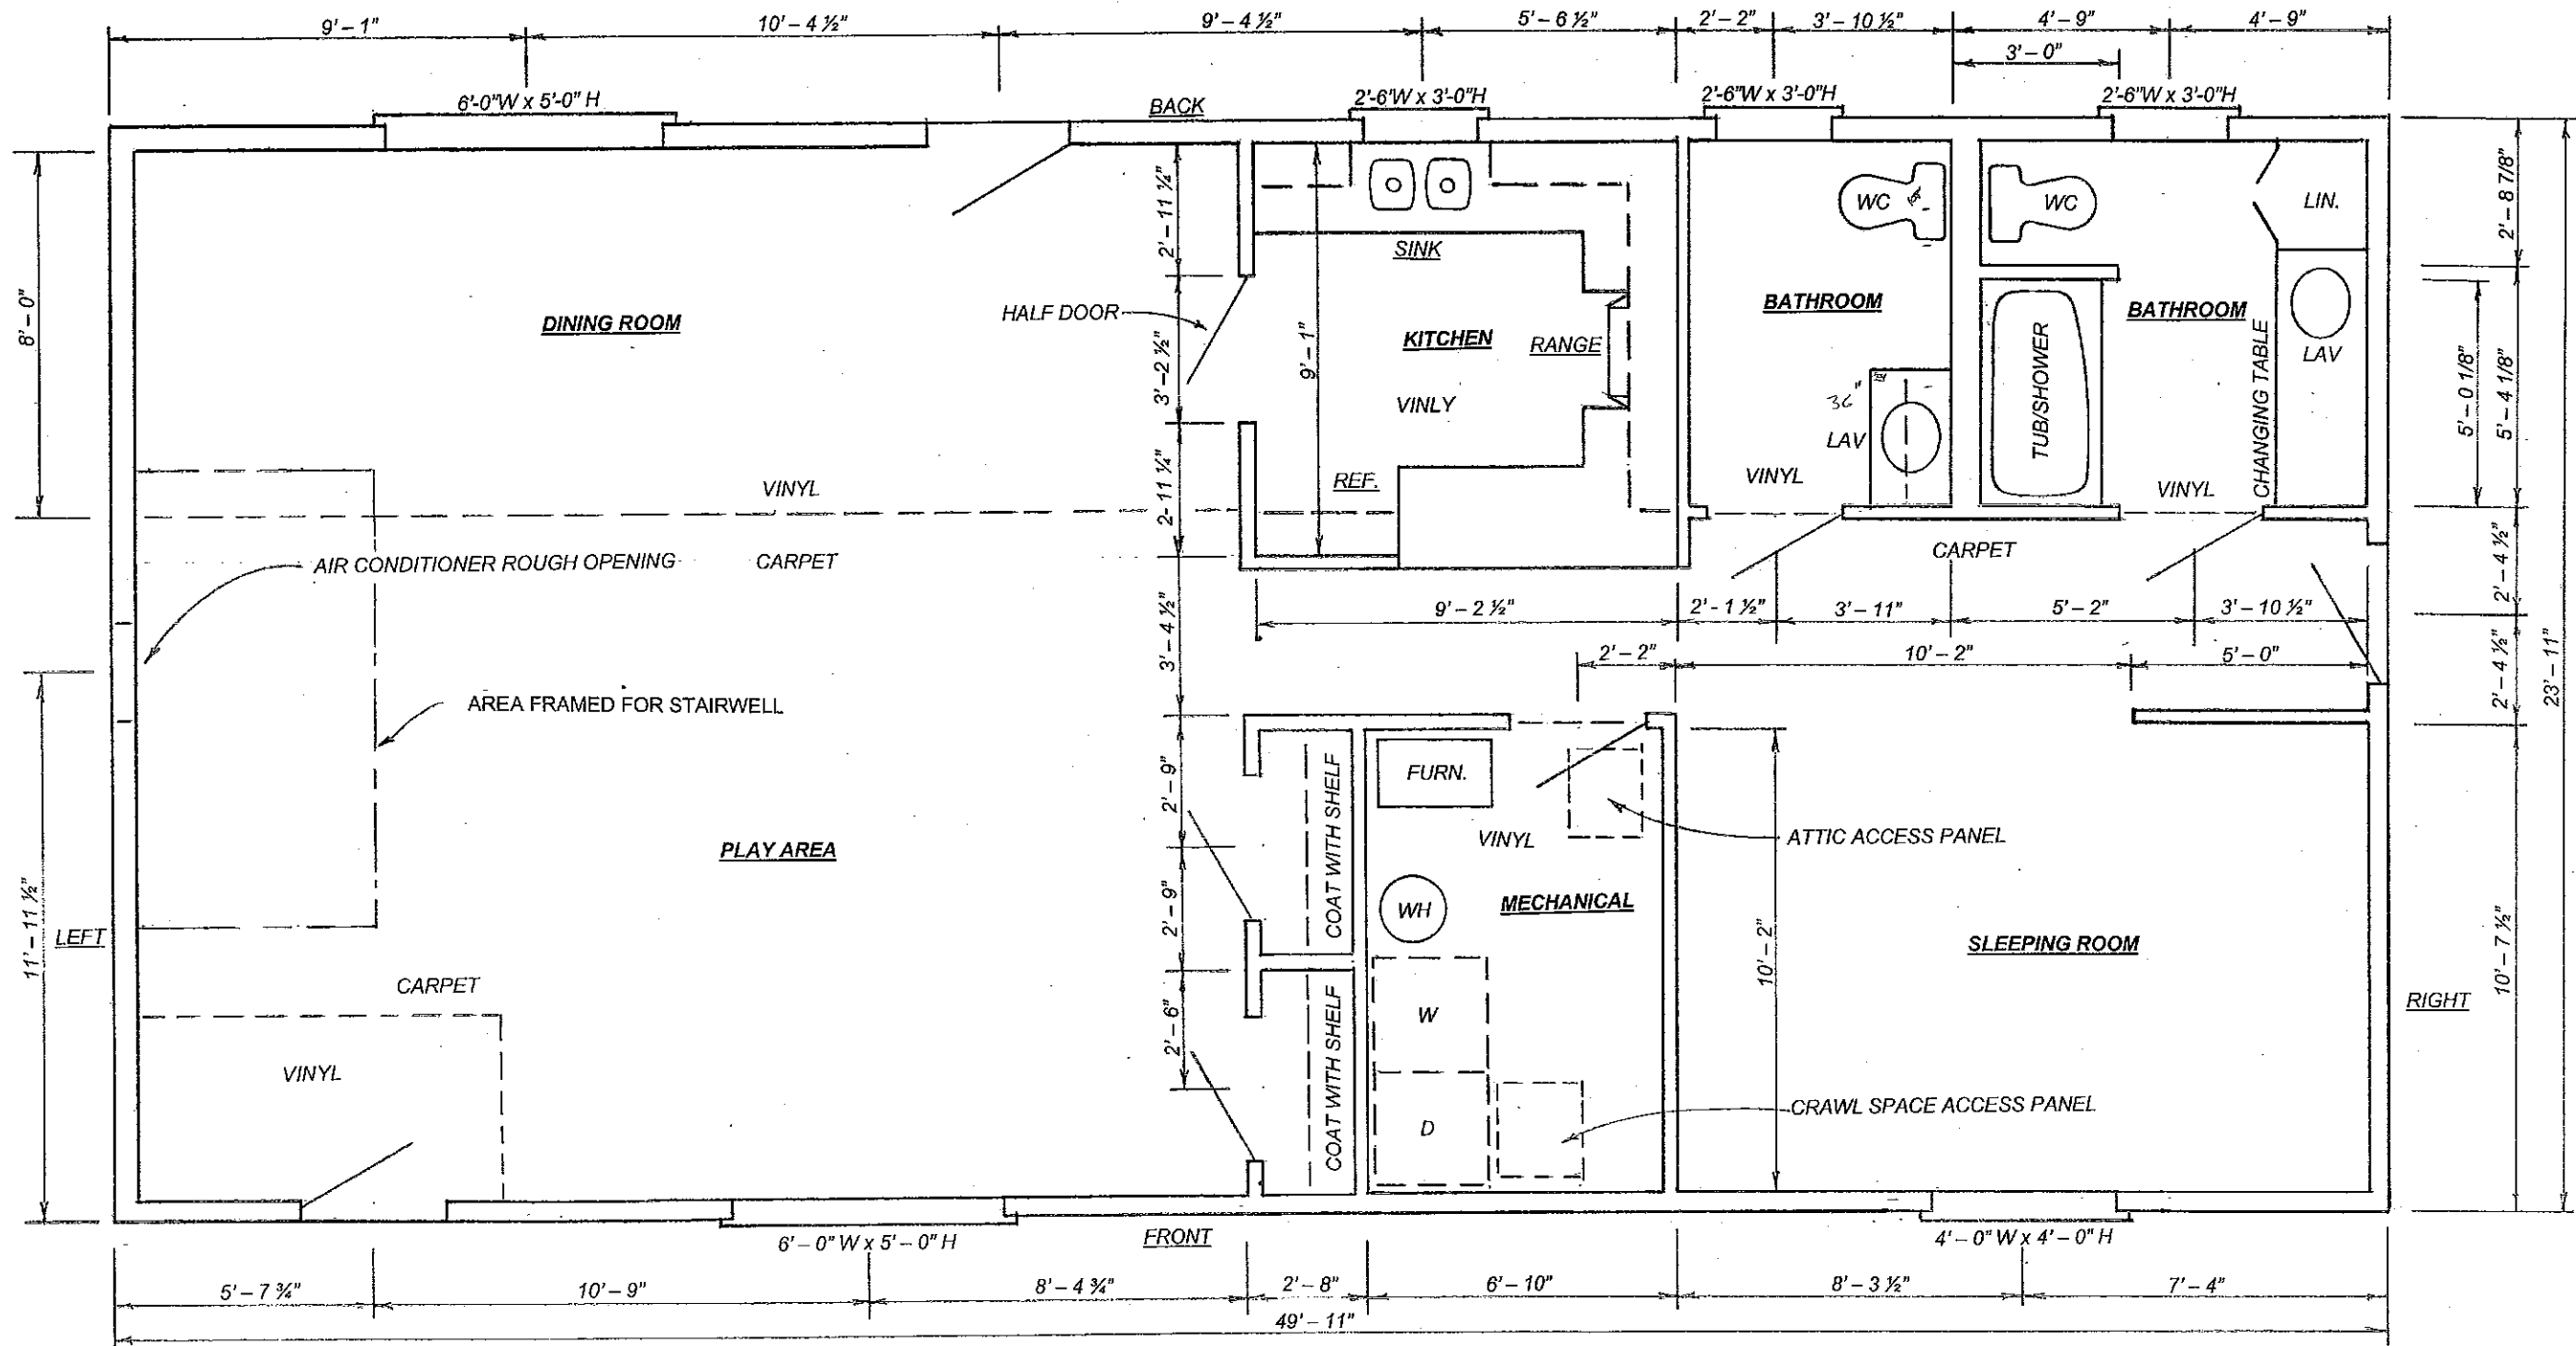 9' – 1"
10' – 4 ½"
9' – 4 ½"
5' – 6 ½"
2' – 2"
3' – 10 ½"
4' – 9"
4' – 9"
3' – 0"
6'-0"W x 5'-0" H
BACK
2'-6"W x 3'-0"H
2'-6"W x 3'-0"H
2'-6"W x 3'-0"H
8' – 0"
DINING ROOM
HALF DOOR
2' – 11 ¼"
3' – 2 ½"
2- 11 ¼"
9' – 1"
SINK
KITCHEN
RANGE
VINLY
REF.
WC
BATHROOM
36"
LAV
VINYL
WC
LIN.
BATHROOM
TUB/SHOWER
CHANGING TABLE
LAV
VINYL
2' – 8 7/8"
5' – 0 1/8"
5' – 4 1/8"
VINYL
CARPET
AIR CONDITIONER ROUGH OPENING
CARPET
3' – 4 ½"
9' – 2 ½"
2' - 1 ½"
3' – 11"
5' – 2"
3' – 10 ½"
2' – 4 ½"
2' – 4 ½"
23' – 11"
2' – 2"
10' – 2"
5' – 0"
AREA FRAMED FOR STAIRWELL
PLAY AREA
2' – 9"
2' – 9"
2' – 6"
COAT WITH SHELF
COAT WITH SHELF
FURN.
VINYL
ATTIC ACCESS PANEL
WH
MECHANICAL
W
D
CRAWL SPACE ACCESS PANEL
10' – 2"
SLEEPING ROOM
10' – 7 ½"
RIGHT
11' – 11 ½"
LEFT
CARPET
VINYL
6' – 0" W x 5' – 0" H
FRONT
4' – 0" W x 4' – 0" H
5' – 7 ¾"
10' – 9"
8' – 4 ¾"
2' – 8"
6' – 10"
8' – 3 ½"
7' – 4"
49' – 11"